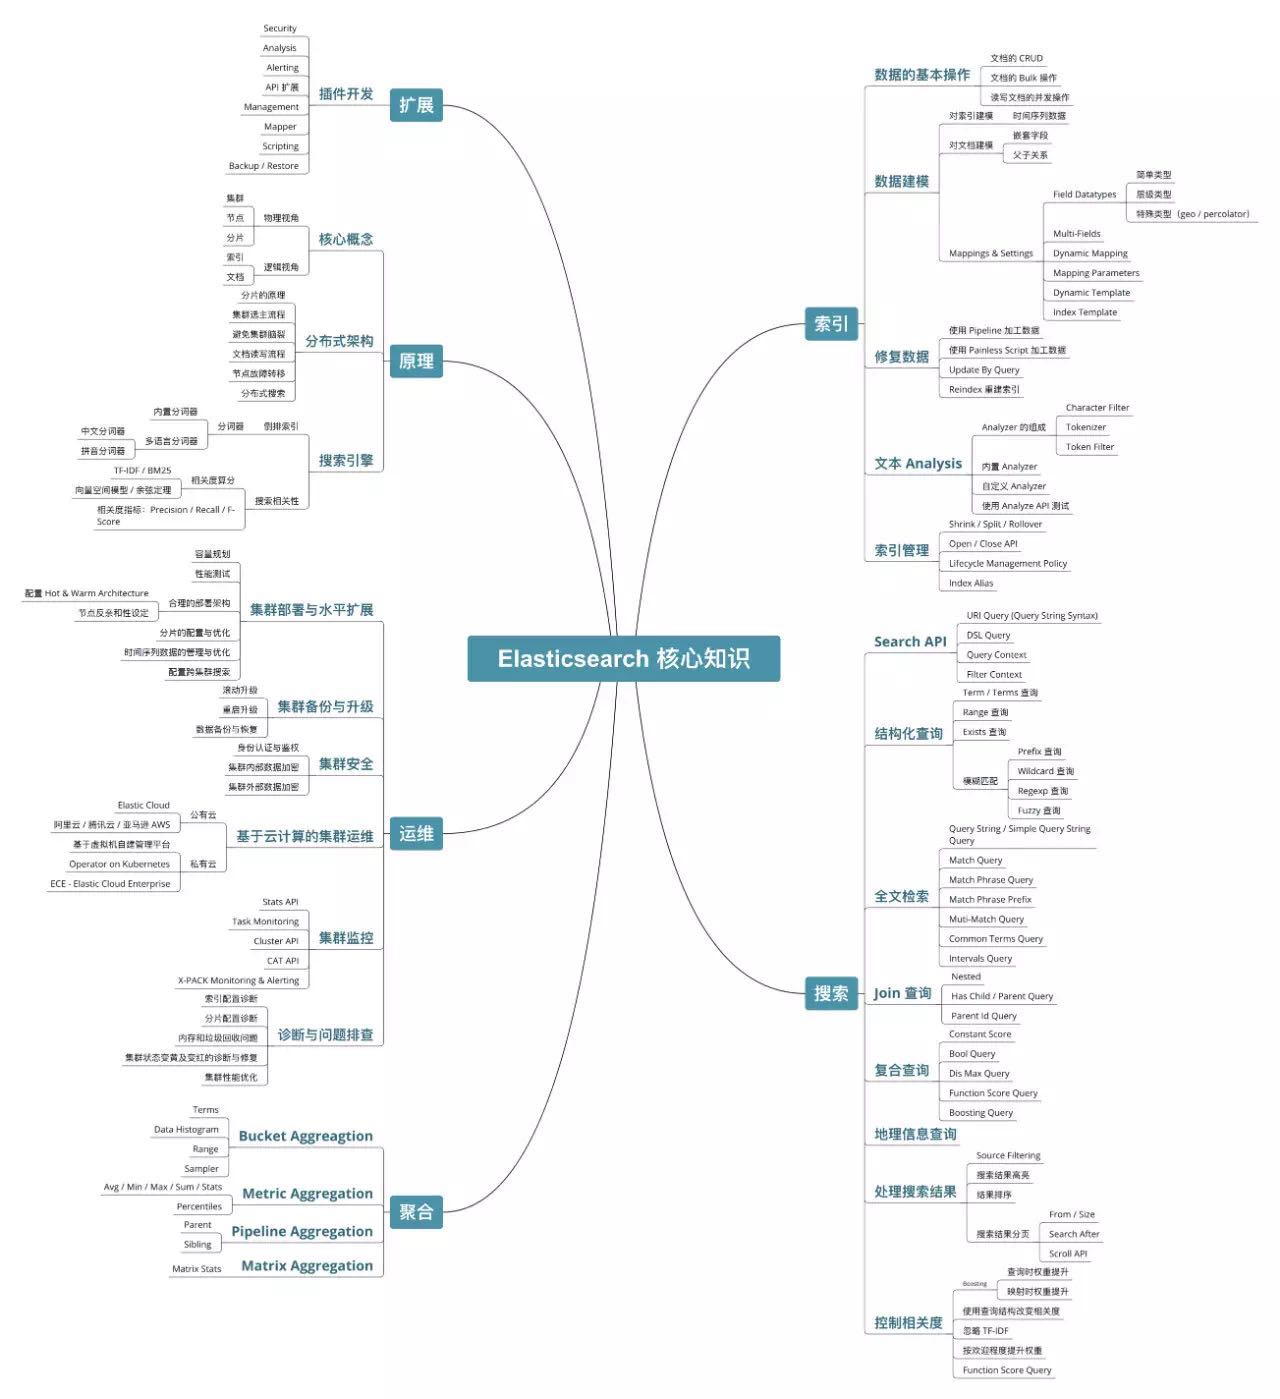 Elasticsearch 核心知识
扩展
插件开发
Security
Analysis
Alerting
API 扩展
Management
Mapper
Scripting
Backup / Restore
原理
核心概念
物理视角
集群
节点
分片
逻辑视角
索引
文档
分布式架构
分片的原理
集群选主流程
避免集群脑裂
文档读写流程
节点故障转移
分布式搜索
搜索引擎
倒排索引
分词器
内置分词器
多语言分词器
中文分词器
拼音分词器
搜索相关性
相关度算分
TF-IDF / BM25
向量空间模型 / 余弦定理
相关度指标：Precision / Recall / F-
Score
运维
集群部署与水平扩展
容量规划
性能测试
合理的部署架构
配置 Hot & Warm Architecture
节点反亲和性设定
分片的配置与优化
时间序列数据的管理与优化
配置跨集群搜索
集群备份与升级
滚动升级
重启升级
数据备份与恢复
集群安全
身份认证与鉴权
集群内部数据加密
集群外部数据加密
基于云计算的集群运维
公有云
Elastic Cloud
阿里云 / 腾讯云 / 亚马逊 AWS
私有云
基于虚拟机自建管理平台
Operator on Kubernetes
ECE - Elastic Cloud Enterprise
集群监控
Stats API
Task Monitoring
Cluster API
CAT API
X-PACK Monitoring & Alerting
诊断与问题排查
索引配置诊断
分片配置诊断
内存和垃圾回收问题
集群状态变黄及变红的诊断与修复
集群性能优化
聚合
Bucket Aggreagtion
Terms
Data Histogram
Range
Sampler
Metric Aggregation
Avg / Min / Max / Sum / Stats
Percentiles
Pipeline Aggregation
Parent
Sibling
Matrix Aggregation
Matrix Stats
索引
数据的基本操作
文档的 CRUD
文档的 Bulk 操作
读写文档的并发操作
数据建模
对索引建模
时间序列数据
对文档建模
嵌套字段
父子关系
Mappings & Settings
Field Datatypes
简单类型
层级类型
特殊类型（geo / percolator）
Multi-Fields
Dynamic Mapping
Mapping Parameters
Dynamic Template
Index Template
修复数据
使用 Pipeline 加工数据
使用 Painless Script 加工数据
Update By Query
Reindex 重建索引
文本 Analysis
Analyzer 的组成
Character Filter
Tokenizer
Token Filter
内置 Analyzer
自定义 Analyzer
使用 Analyze API 测试
索引管理
Shrink / Split / Rollover
Open / Close API
Lifecycle Management Policy
Index Alias
搜索
Search API
URI Query (Query String Syntax)
DSL Query
Query Context
Filter Context
结构化查询
Term / Terms 查询
Range 查询
Exists 查询
模糊匹配
Prefix 查询
Wildcard 查询
Regexp 查询
Fuzzy 查询
全文检索
Query String / Simple Query String
Query
Match Query
Match Phrase Query
Match Phrase Prefix
Muti-Match Query
Common Terms Query
Intervals Query
Join 查询
Nested
Has Child / Parent Query
Parent Id Query
复合查询
Constant Score
Bool Query
Dis Max Query
Function Score Query
Boosting Query
地理信息查询
处理搜索结果
Source Filtering
搜索结果高亮
结果排序
搜索结果分页
From / Size
Search After
Scroll API
控制相关度
Boosting
查询时权重提升
映射时权重提升
使用查询结构改变相关度
忽略 TF-IDF
按欢迎程度提升权重
Function Score Query